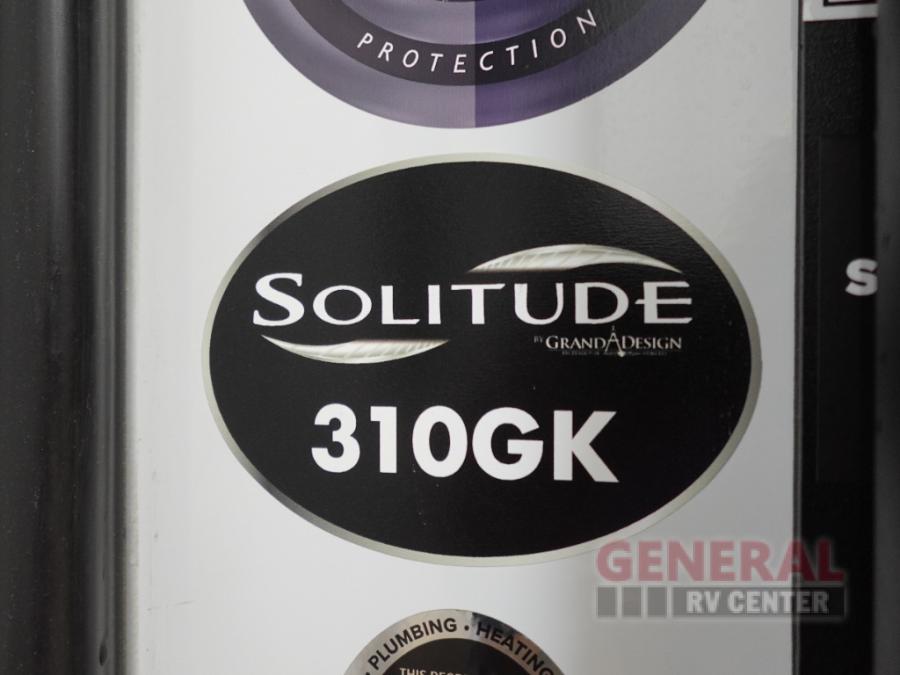 PROTECTION
SOLITUDE
BY GRAND DESIGN
310GK
S
GENERAL
RV CENTER
PLUMBING • HEATING